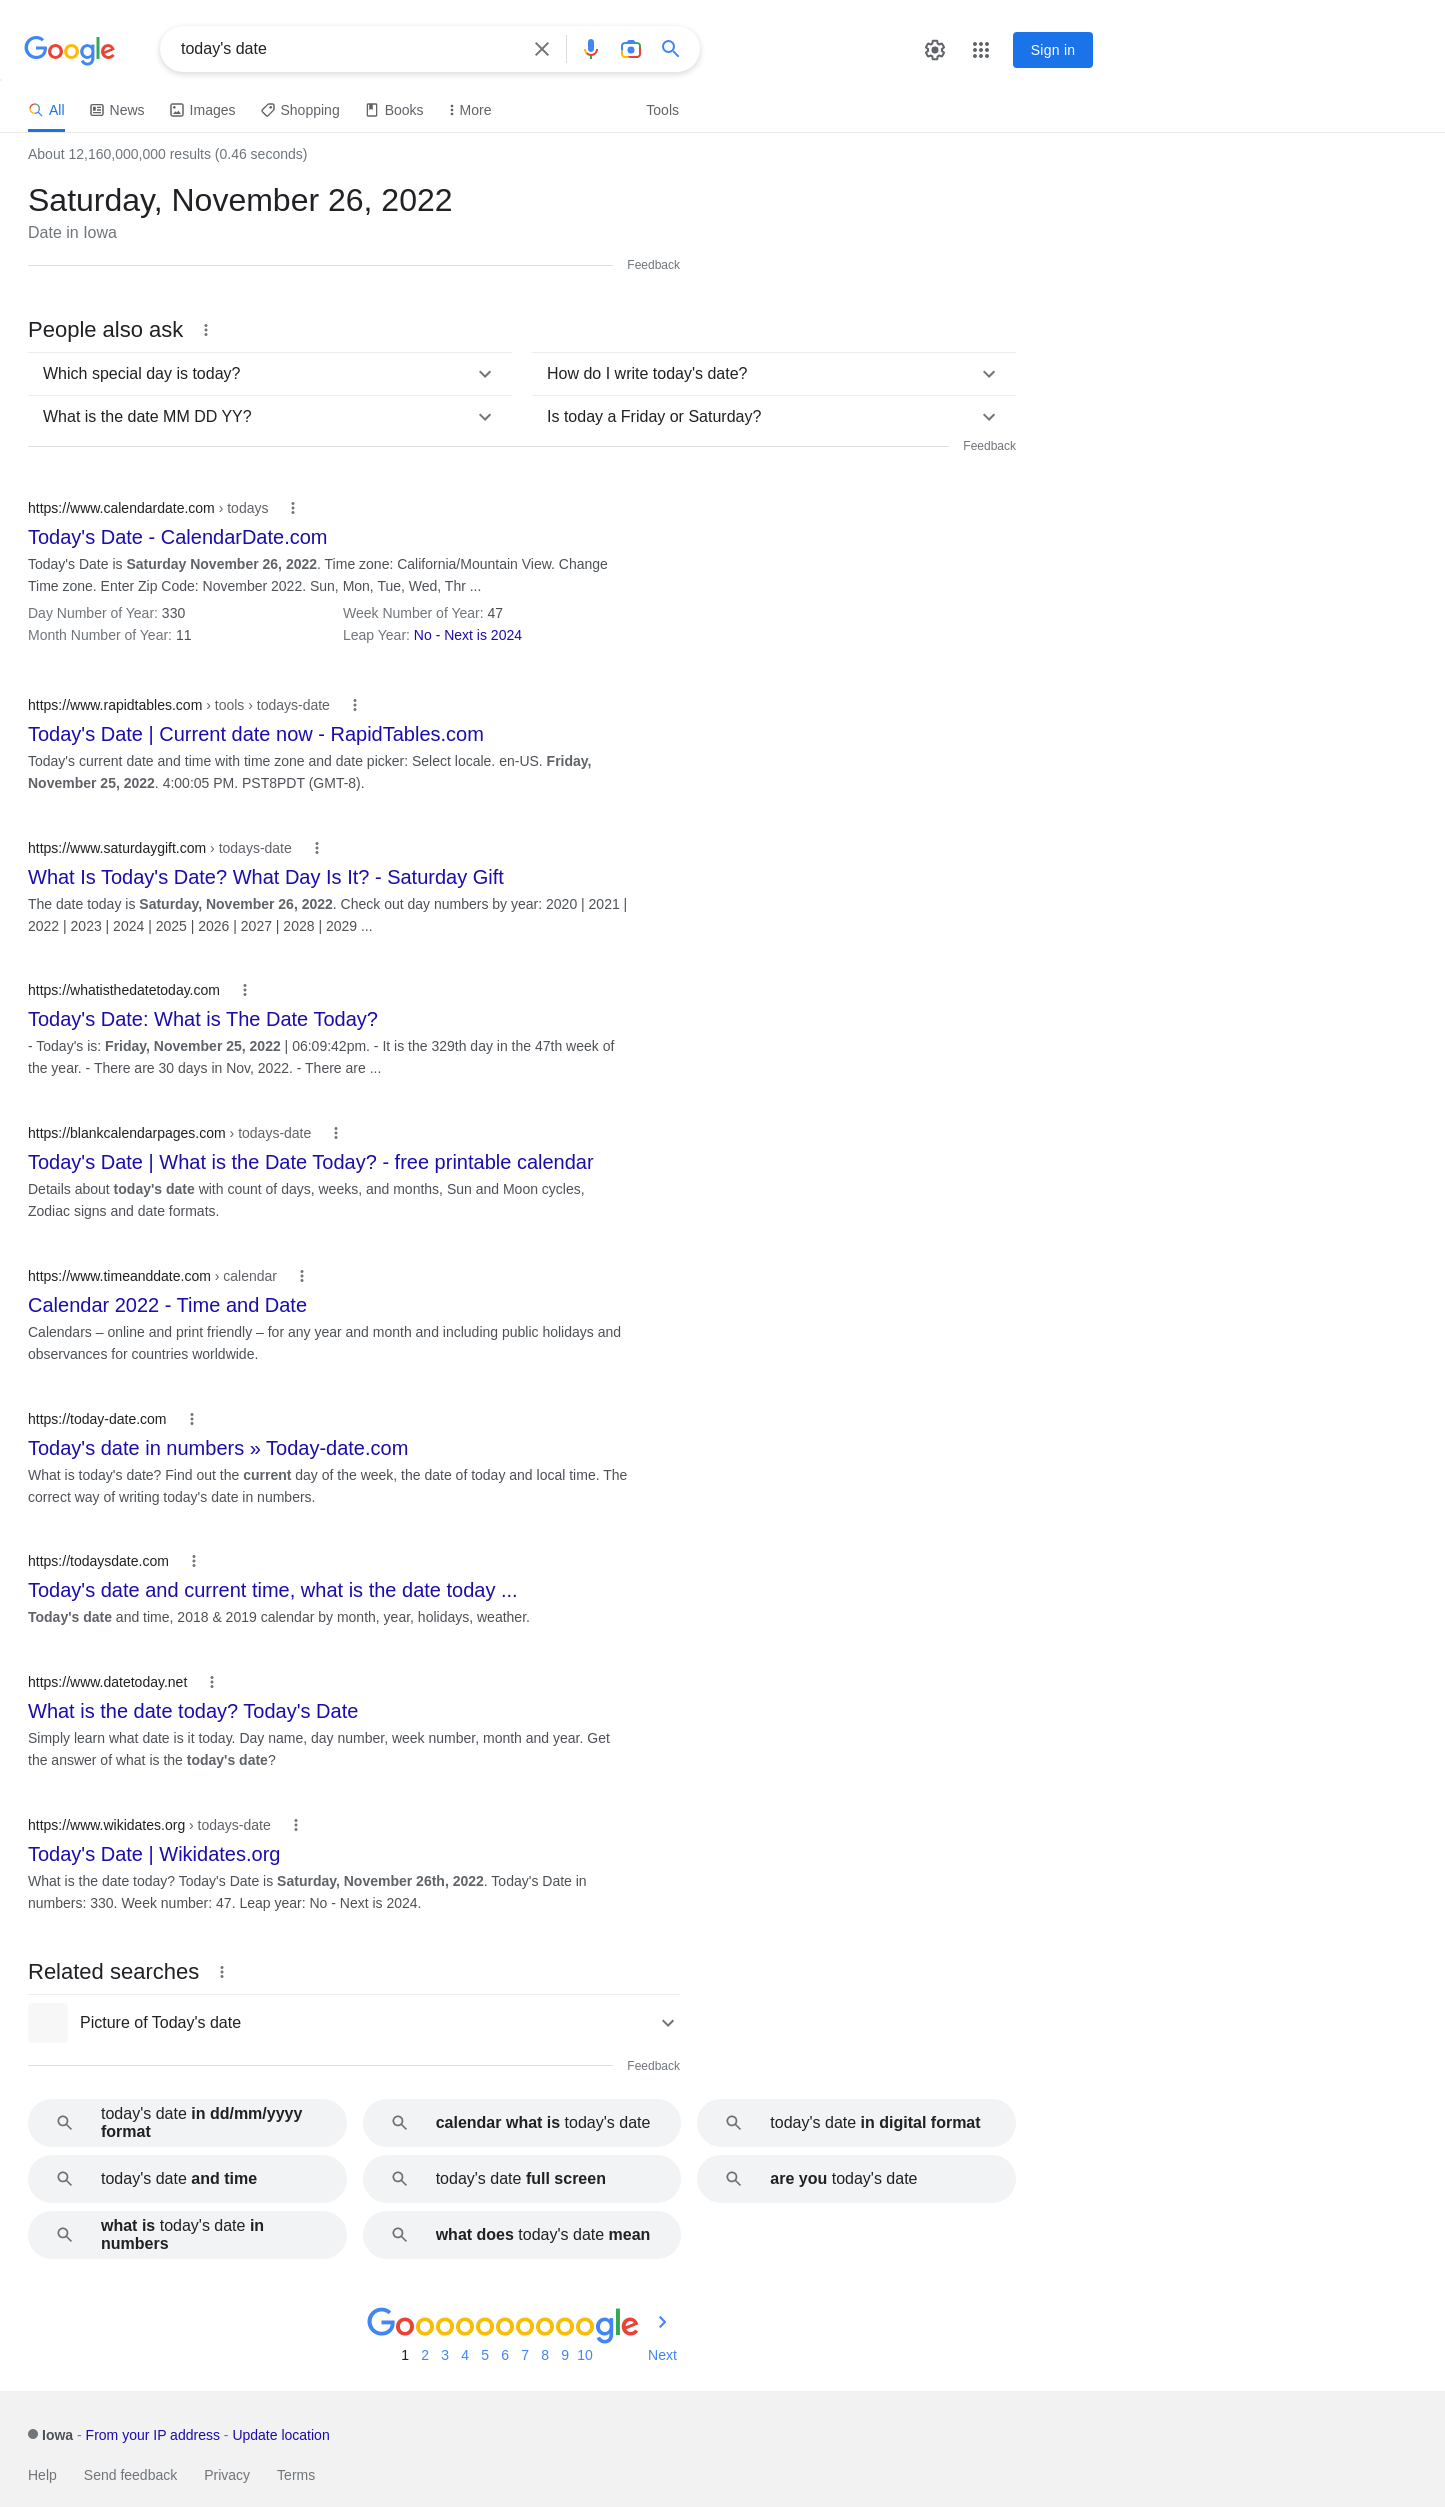 Google
today's date
Sign in
All News Images Shopping Books More Tools
About 12,160,000,000 results (0.46 seconds)
Saturday, November 26, 2022
Date in Iowa
Feedback
People also ask
Which special day is today?
How do I write today's date?
What is the date MM DD YY?
Is today a Friday or Saturday?
Feedback
https://www.calendardate.com › todays
Today's Date - CalendarDate.com
Today's Date is Saturday November 26, 2022. Time zone: California/Mountain View. Change
Time zone. Enter Zip Code: November 2022. Sun, Mon, Tue, Wed, Thr ...
Day Number of Year: 330 Week Number of Year: 47
Month Number of Year: 11 Leap Year: No - Next is 2024
https://www.rapidtables.com › tools › todays-date
Today's Date | Current date now - RapidTables.com
Today's current date and time with time zone and date picker: Select locale. en-US. Friday,
November 25, 2022. 4:00:05 PM. PST8PDT (GMT-8).
https://www.saturdaygift.com › todays-date
What Is Today's Date? What Day Is It? - Saturday Gift
The date today is Saturday, November 26, 2022. Check out day numbers by year: 2020 | 2021 |
2022 | 2023 | 2024 | 2025 | 2026 | 2027 | 2028 | 2029 ...
https://whatisthedatetoday.com
Today's Date: What is The Date Today?
- Today's is: Friday, November 25, 2022 | 06:09:42pm. - It is the 329th day in the 47th week of
the year. - There are 30 days in Nov, 2022. - There are ...
https://blankcalendarpages.com › todays-date
Today's Date | What is the Date Today? - free printable calendar
Details about today's date with count of days, weeks, and months, Sun and Moon cycles,
Zodiac signs and date formats.
https://www.timeanddate.com › calendar
Calendar 2022 - Time and Date
Calendars – online and print friendly – for any year and month and including public holidays and
observances for countries worldwide.
https://today-date.com
Today's date in numbers » Today-date.com
What is today's date? Find out the current day of the week, the date of today and local time. The
correct way of writing today's date in numbers.
https://todaysdate.com
Today's date and current time, what is the date today ...
Today's date and time, 2018 & 2019 calendar by month, year, holidays, weather.
https://www.datetoday.net
What is the date today? Today's Date
Simply learn what date is it today. Day name, day number, week number, month and year. Get
the answer of what is the today's date?
https://www.wikidates.org › todays-date
Today's Date | Wikidates.org
What is the date today? Today's Date is Saturday, November 26th, 2022. Today's Date in
numbers: 330. Week number: 47. Leap year: No - Next is 2024.
Related searches
Picture of Today's date
Feedback
today's date in dd/mm/yyyy
format
calendar what is today's date
today's date in digital format
today's date and time
today's date full screen
are you today's date
what is today's date in
numbers
what does today's date mean
Goooooooooogle
1 2 3 4 5 6 7 8 9 10 Next
Iowa - From your IP address - Update location
Help Send feedback Privacy Terms